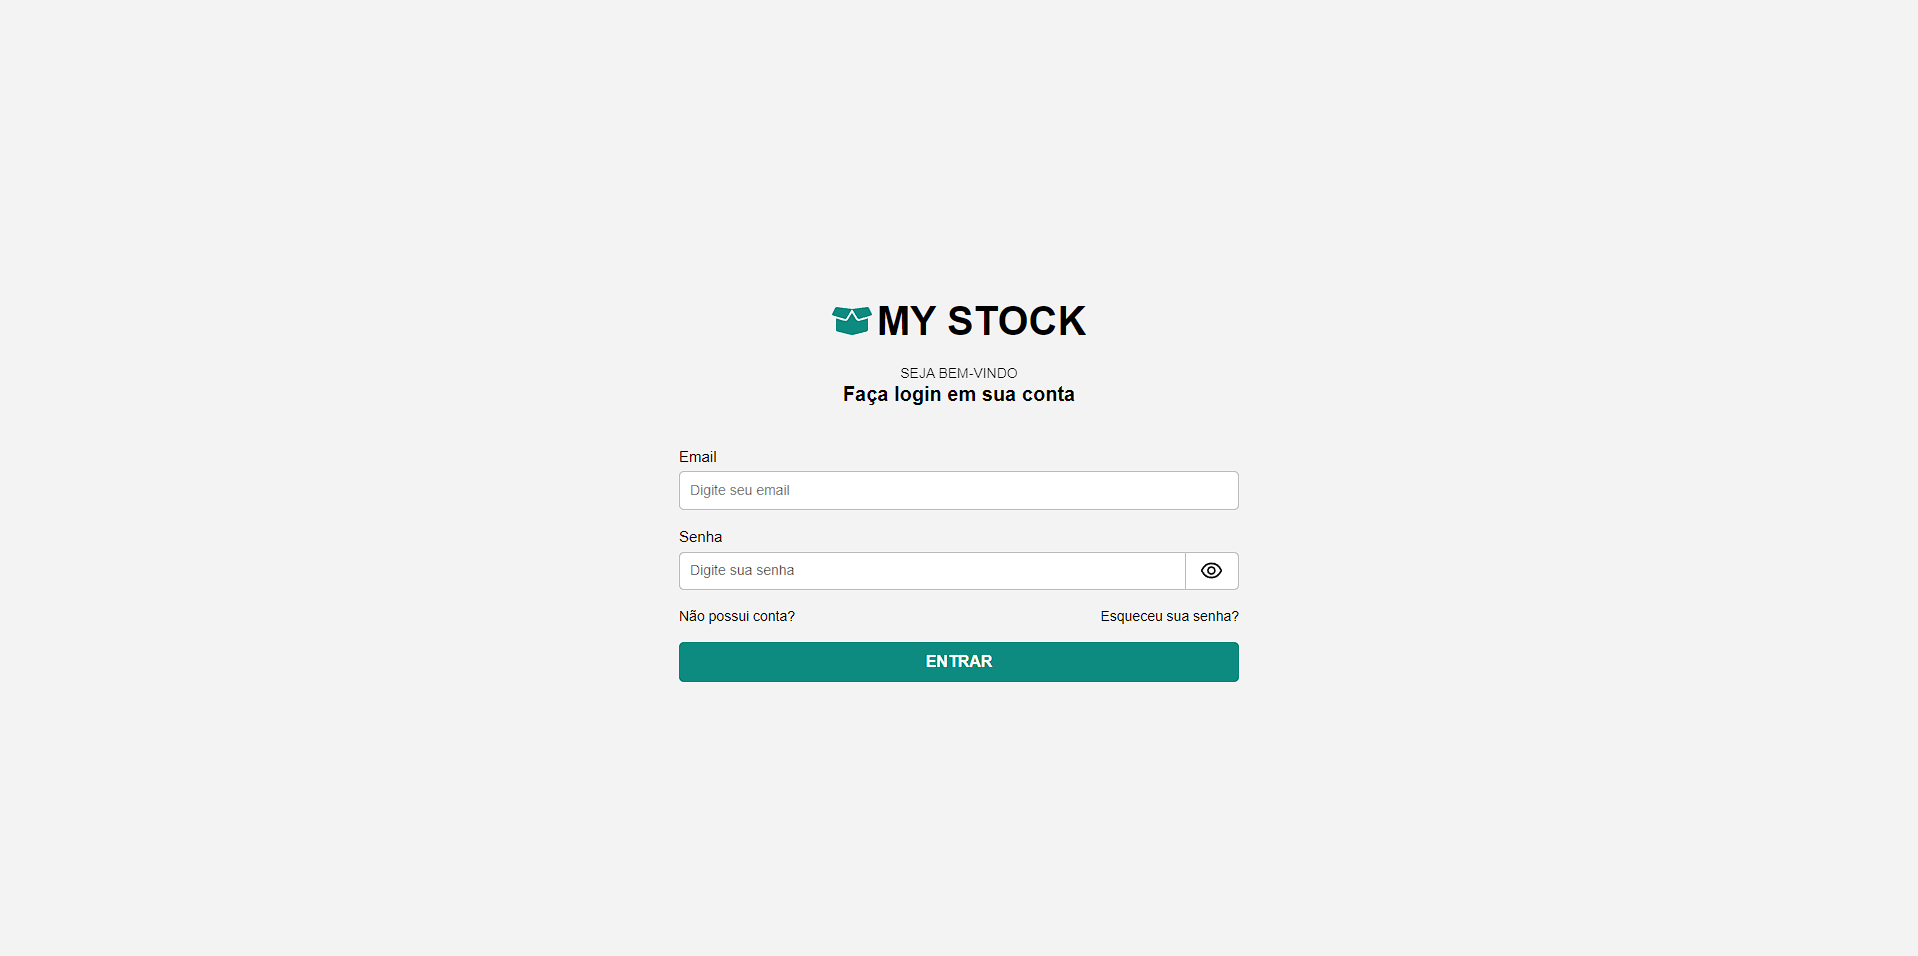 MY STOCK
SEJA BEM-VINDO
Faça login em sua conta
Email
Digite seu email
Senha
Digite sua senha
Não possui conta? Esqueceu sua senha?
ENTRAR